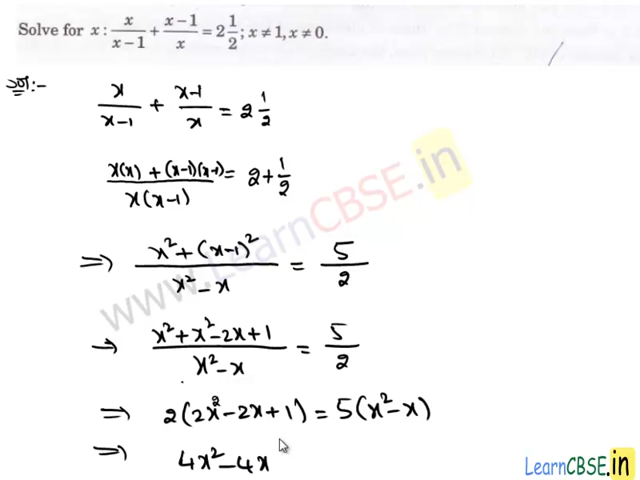 Solve for x : x/(x−1) + (x−1)/x = 2 1/2; x ≠ 1, x ≠ 0.
x/(x−1) + (x−1)/x = 2 1/2
(x(x) + (x−1)(x−1))/(x(x−1)) = 2 + 1/2
⇒ (x² + (x−1)²)/(x² − x) = 5/2
→ (x² + x² − 2x + 1)/(x² − x) = 5/2
⇒ 2(2x² − 2x + 1) = 5(x² − x)
⇒ 4x² − 4x
www.LearnCBSE.in
LearnCBSE.in